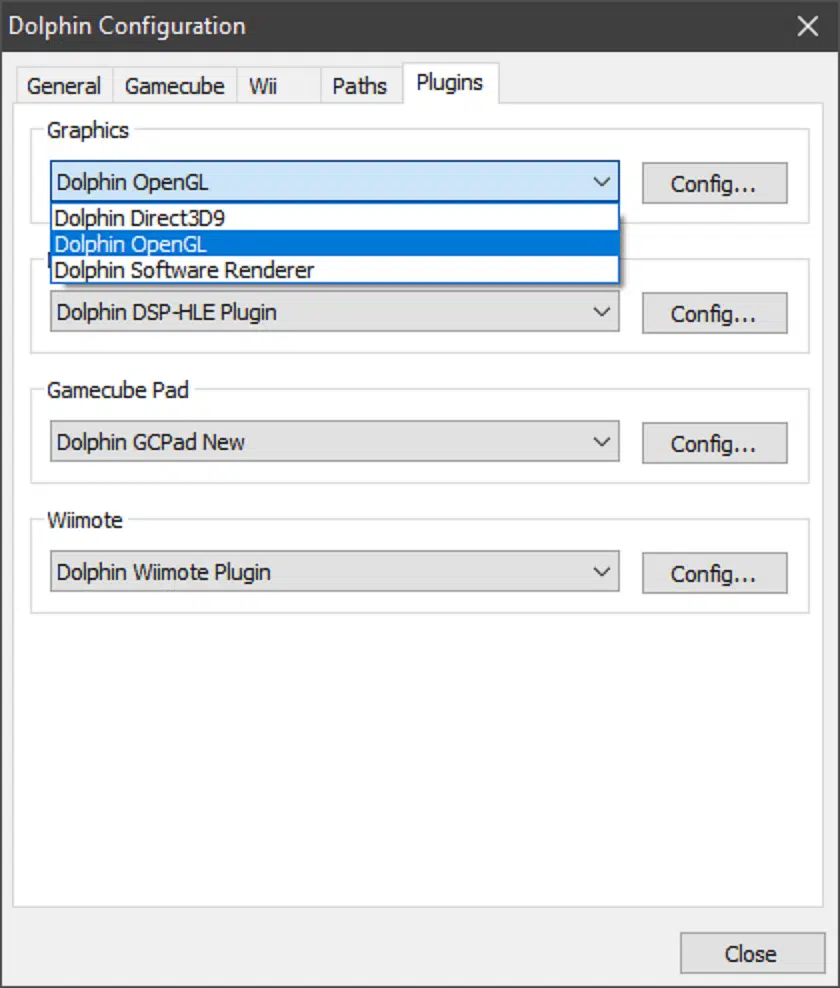 Dolphin Configuration
General Gamecube Wii Paths Plugins
Graphics
Dolphin OpenGL Config...
Dolphin Direct3D9
Dolphin OpenGL
Dolphin Software Renderer
Dolphin DSP-HLE Plugin Config...
Gamecube Pad
Dolphin GCPad New Config...
Wiimote
Dolphin Wiimote Plugin Config...
Close